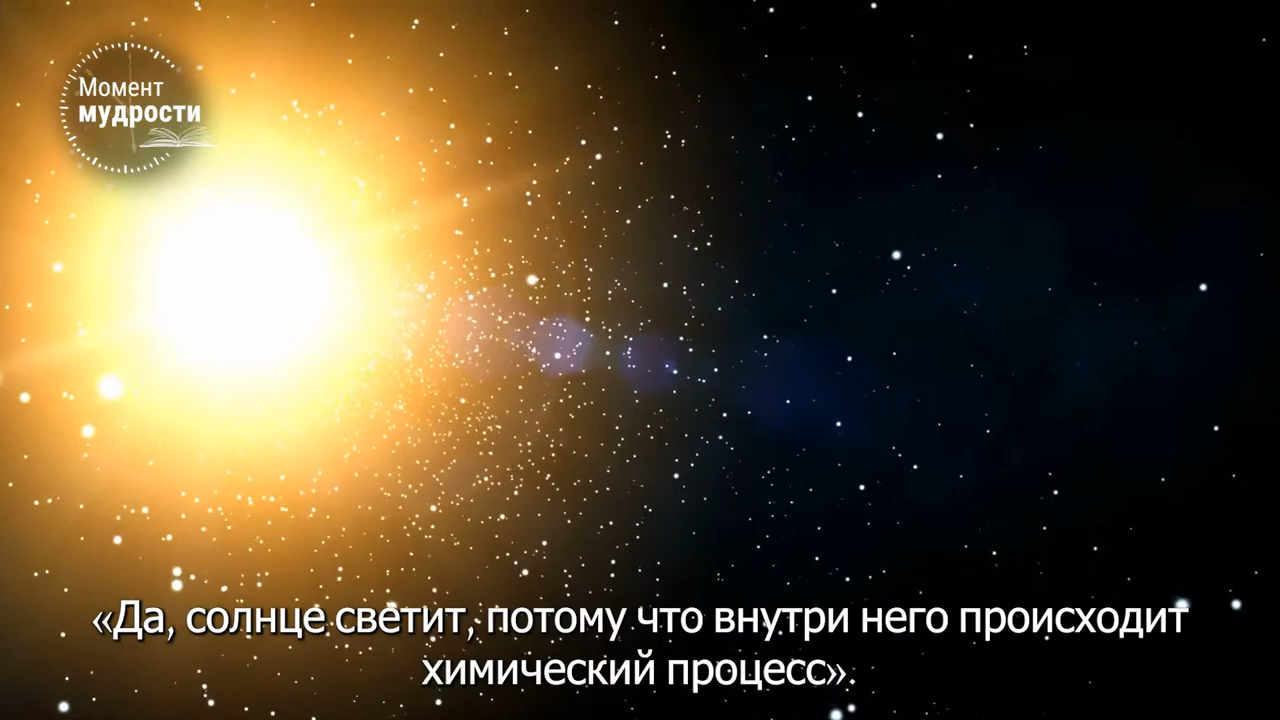 Момент
мудрости
«Да, солнце светит, потому что внутри него происходит
химический процесс».